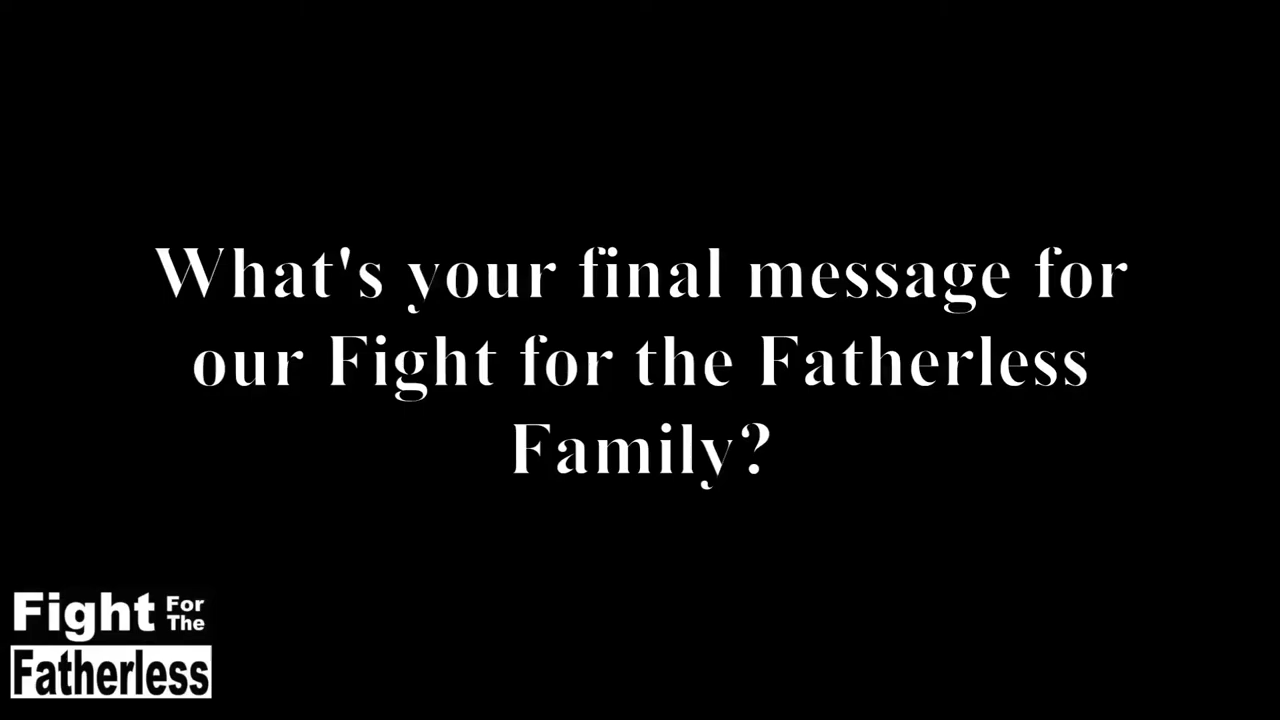 What's your final message for
our Fight for the Fatherless
Family?
Fight For The
Fatherless